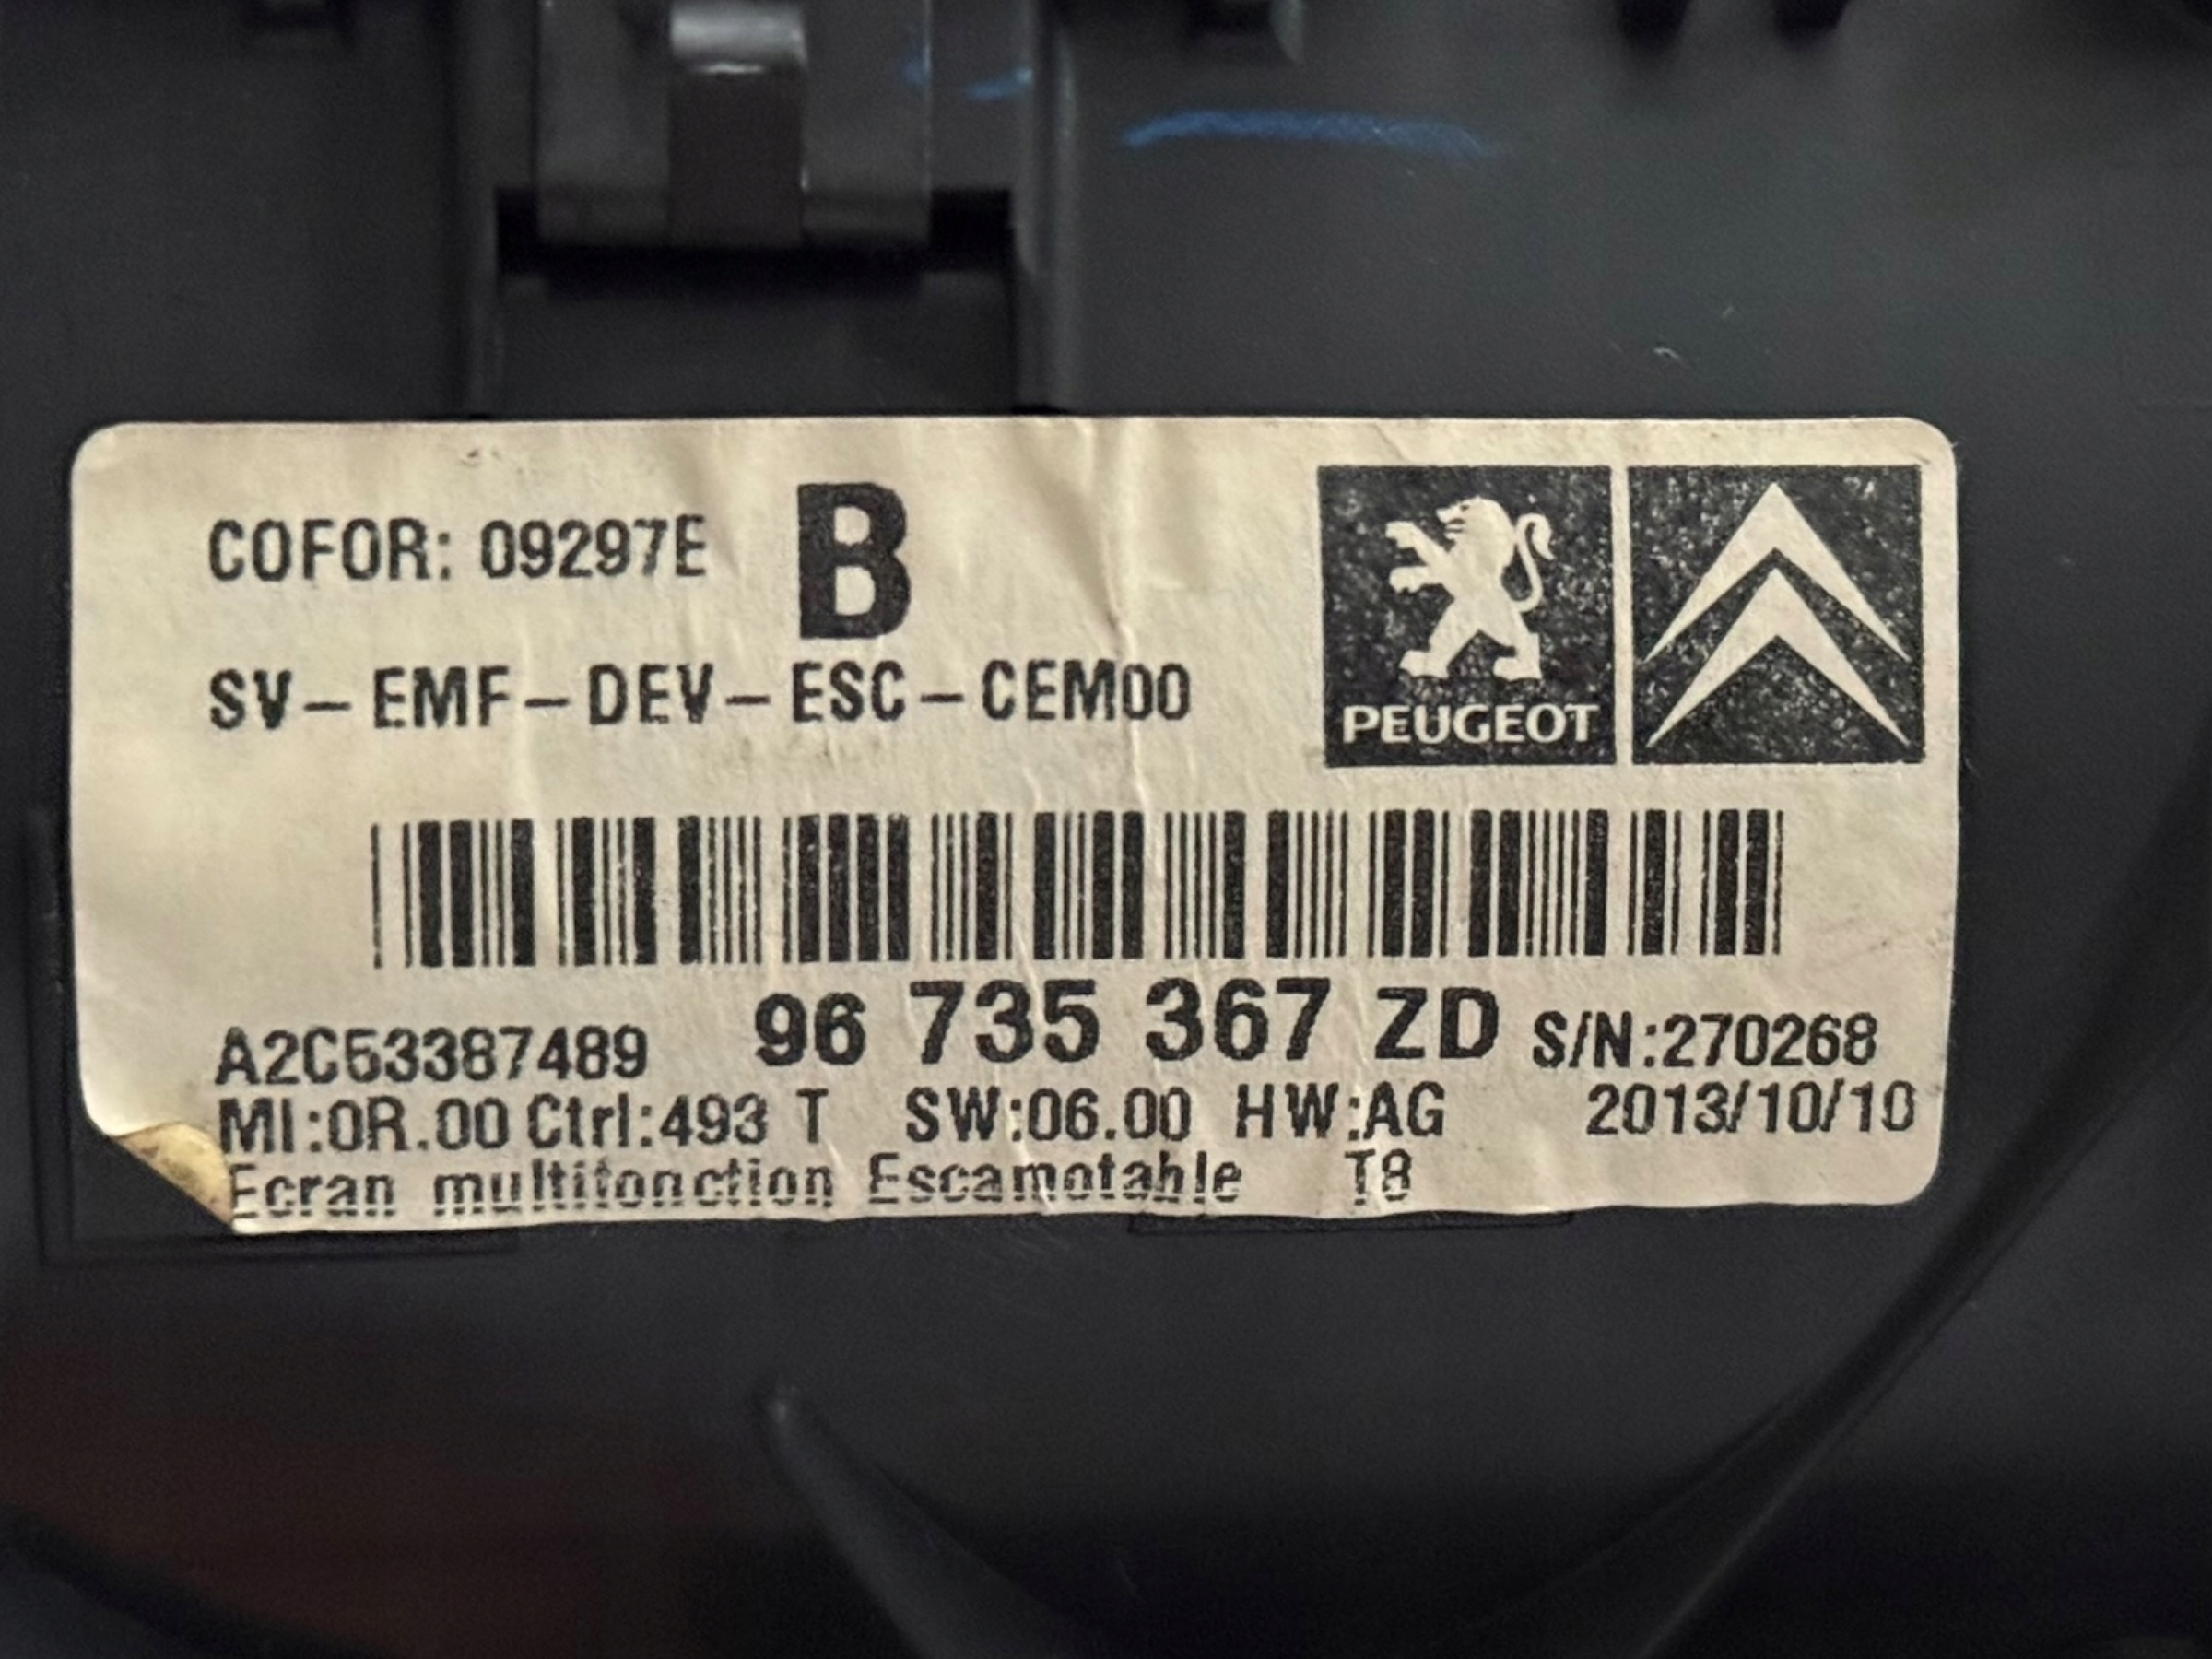 COFOR: 09297E B
SV-EMF-DEV-ESC-CEM00
PEUGEOT
96 735 367 ZD
A2C53387489 S/N:270268
MI:0R.00 Ctrl:493 T SW:06.00 HW:AG 2013/10/10
Ecran multifonction Escamotable T8